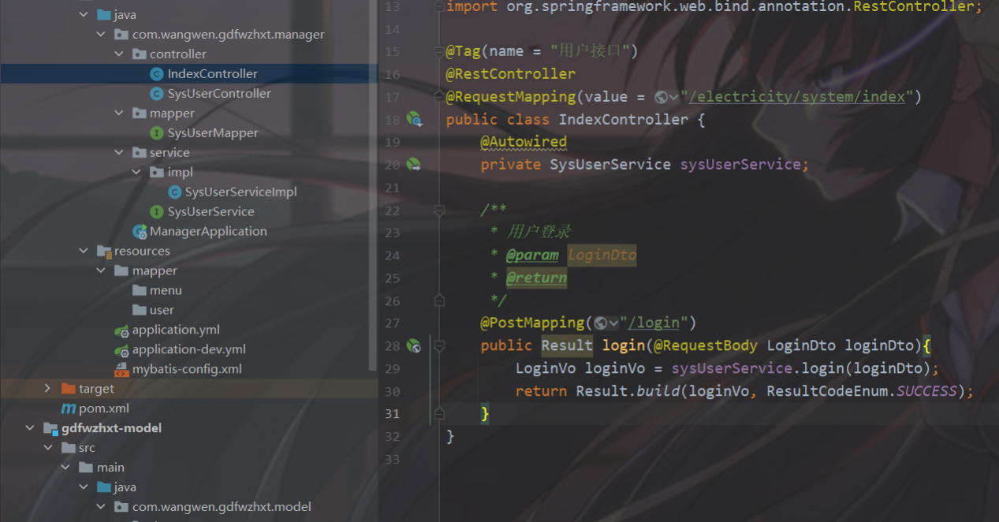 java
com.wangwen.gdfwzhxt.manager
controller
IndexController
SysUserController
mapper
SysUserMapper
service
impl
SysUserServiceImpl
SysUserService
ManagerApplication
resources
mapper
menu
user
application.yml
application-dev.yml
mybatis-config.xml
target
pom.xml
gdfwzhxt-model
src
main
java
com.wangwen.gdfwzhxt.model
13 import org.springframework.web.bind.annotation.RestController;
14
15 @Tag(name = "用户接口")
16 @RestController
17 @RequestMapping(value = "/electricity/system/index")
18 public class IndexController {
19 @Autowired
20 private SysUserService sysUserService;
21
22 /**
23 * 用户登录
24 * @param LoginDto
25 * @return
26 */
27 @PostMapping("/login")
28 public Result login(@RequestBody LoginDto loginDto){
29 LoginVo loginVo = sysUserService.login(loginDto);
30 return Result.build(loginVo, ResultCodeEnum.SUCCESS);
31 }
32 }
33